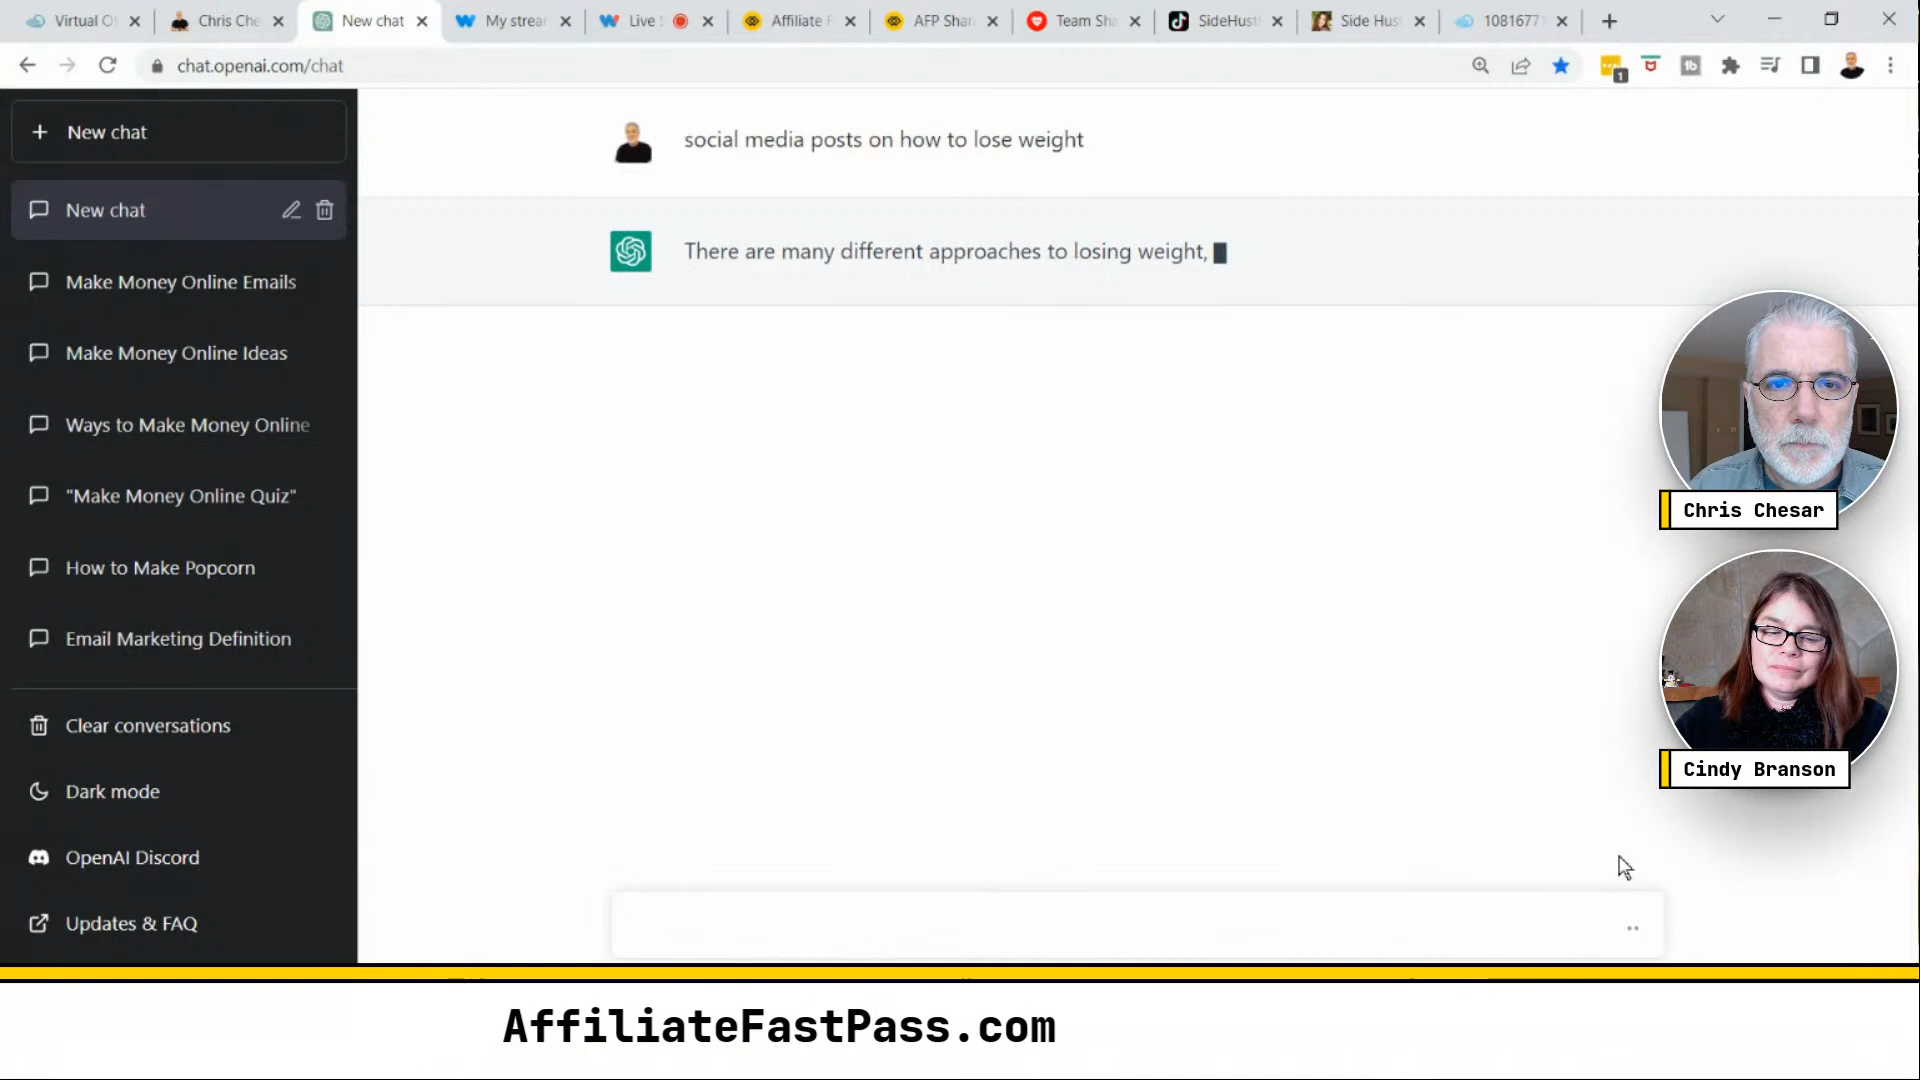 Virtual O
Chris Che
New chat
My strea
Live
Affiliate F
AFP Shar
Team Sha
SideHust
Side Hus
10816771
chat.openai.com/chat
1
New chat
New chat
Make Money Online Emails
Make Money Online Ideas
Ways to Make Money Online
"Make Money Online Quiz"
How to Make Popcorn
Email Marketing Definition
Clear conversations
Dark mode
OpenAI Discord
Updates & FAQ
social media posts on how to lose weight
There are many different approaches to losing weight,
Chris Chesar
Cindy Branson
AffiliateFastPass.com